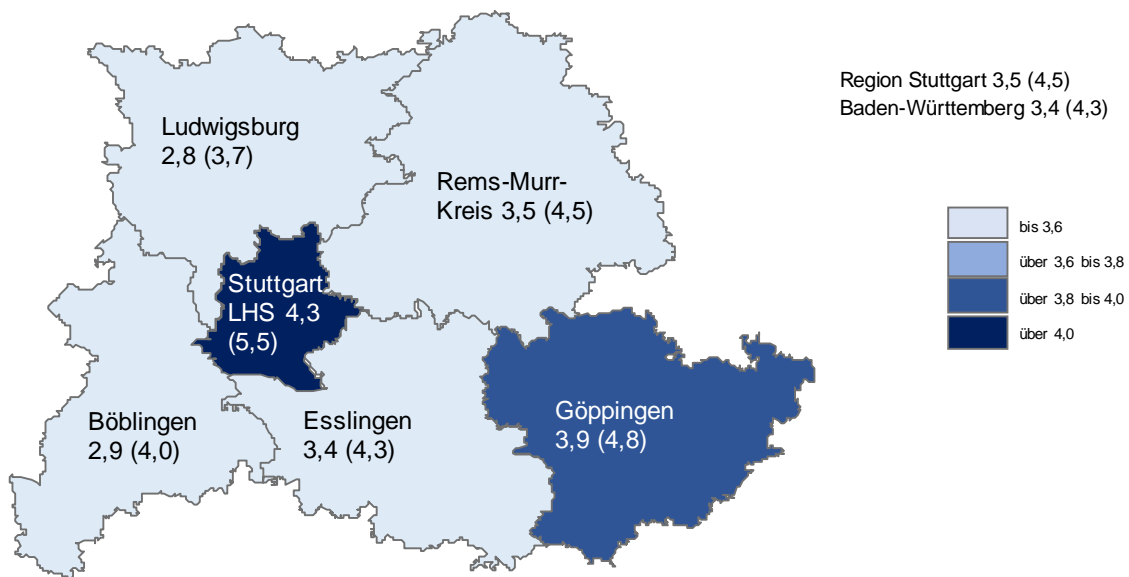 Region Stuttgart 3,5 (4,5)
Baden-Württemberg 3,4 (4,3)
Ludwigsburg
2,8 (3,7)
Rems-Murr-
Kreis 3,5 (4,5)
Stuttgart
LHS 4,3
(5,5)
Böblingen
2,9 (4,0)
Esslingen
3,4 (4,3)
Göppingen
3,9 (4,8)
bis 3,6
über 3,6 bis 3,8
über 3,8 bis 4,0
über 4,0